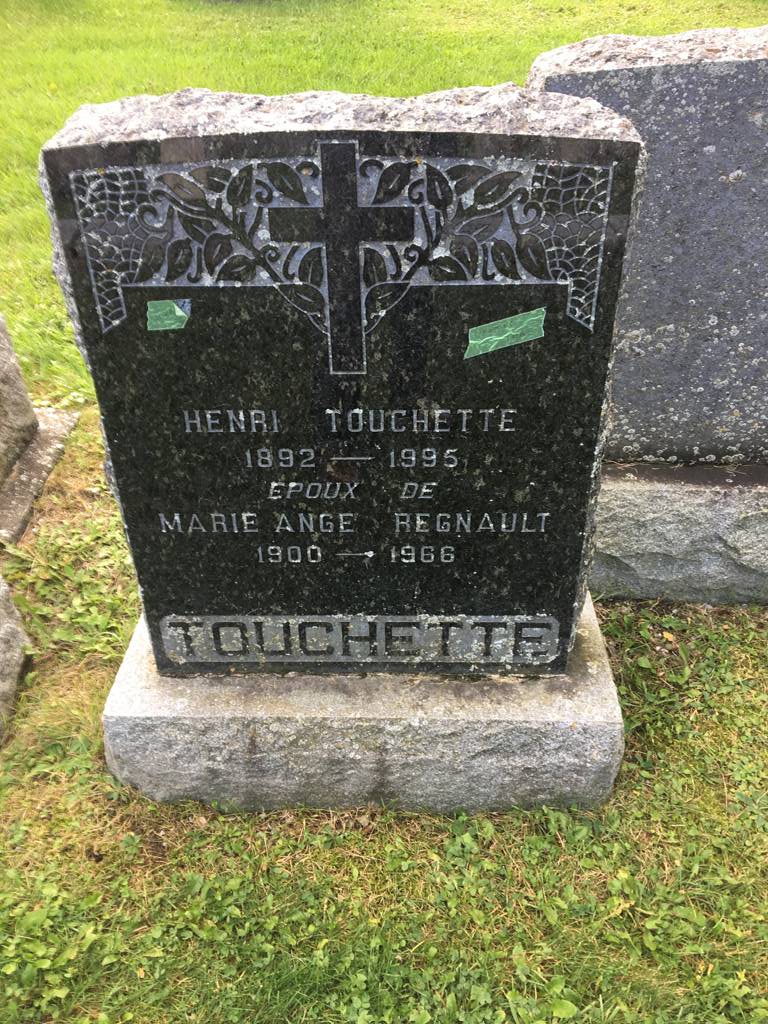 HENRI TOUCHETTE
1892 — 1995
EPOUX DE
MARIE ANGE REGNAULT
1900 — 1966
TOUCHETTE